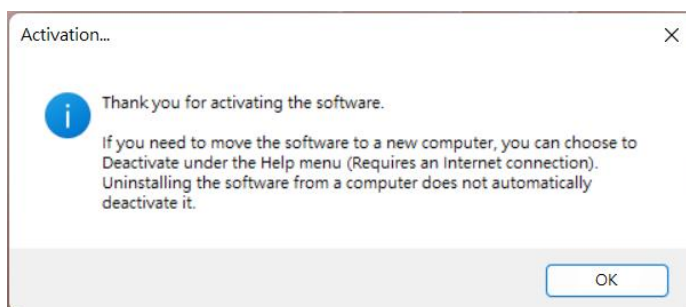 Activation...
Thank you for activating the software.
If you need to move the software to a new computer, you can choose to
Deactivate under the Help menu (Requires an Internet connection).
Uninstalling the software from a computer does not automatically
deactivate it.
OK